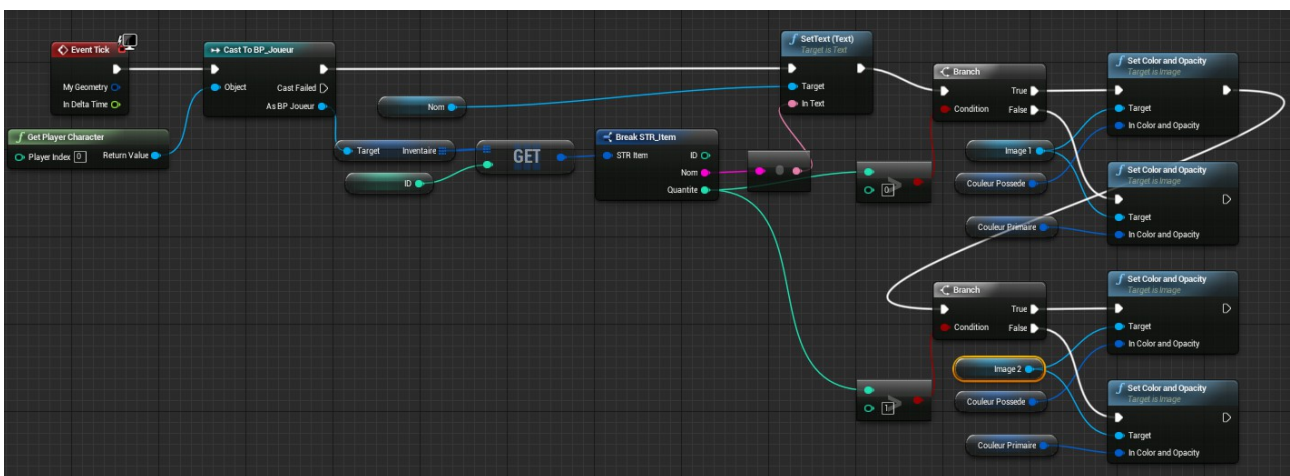 Event Tick
My Geometry
In Delta Time
Cast To BP_Joueur
Object
Cast Failed
As BP Joueur
Get Player Character
Player Index 0
Return Value
Target
Inventaire
ID
GET
Nom
Break STR_Item
STR Item
ID
Nom
Quantite
SetText (Text)
Target is Text
Target
In Text
> 0
Branch
Condition
True
False
Set Color and Opacity
Target is Image
Target
In Color and Opacity
Image 1
Couleur Possede
Set Color and Opacity
Target is Image
Target
In Color and Opacity
Couleur Primaire
> 1
Branch
Condition
True
False
Set Color and Opacity
Target is Image
Target
In Color and Opacity
Image 2
Couleur Possede
Set Color and Opacity
Target is Image
Target
In Color and Opacity
Couleur Primaire